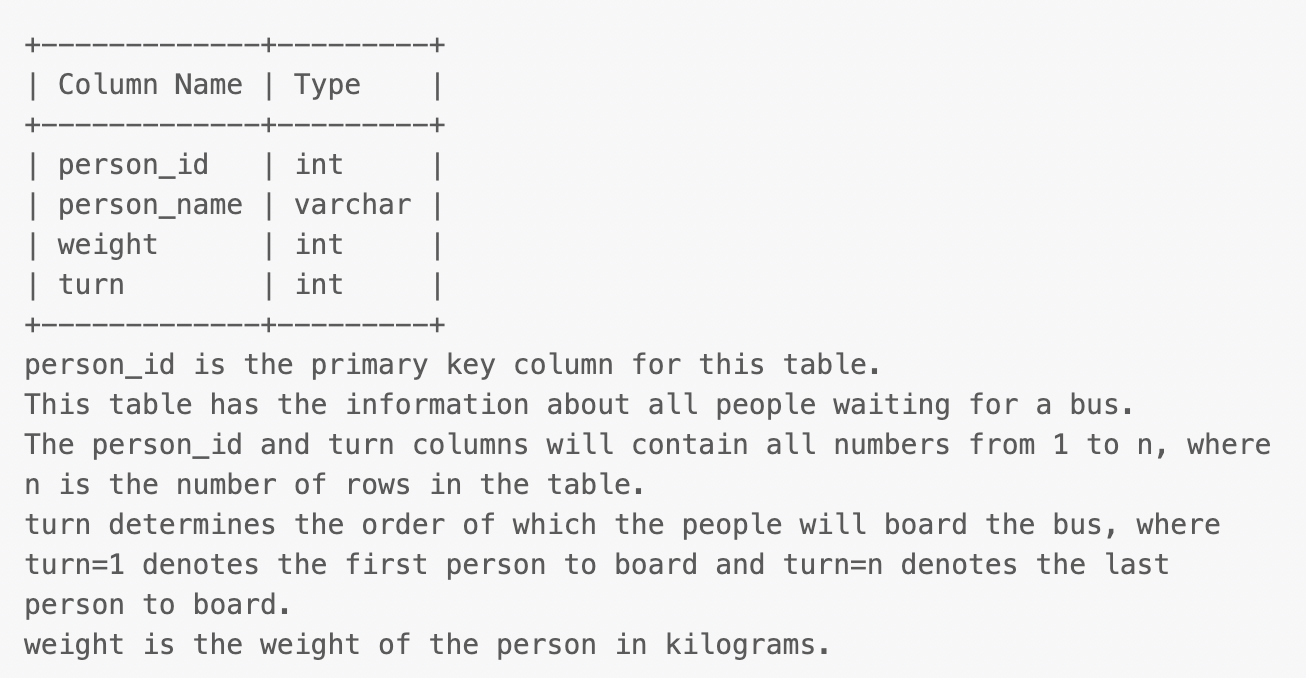 +-------------+---------+
| Column Name | Type    |
+-------------+---------+
| person_id   | int     |
| person_name | varchar |
| weight      | int     |
| turn        | int     |
+-------------+---------+
person_id is the primary key column for this table.
This table has the information about all people waiting for a bus.
The person_id and turn columns will contain all numbers from 1 to n, where
n is the number of rows in the table.
turn determines the order of which the people will board the bus, where
turn=1 denotes the first person to board and turn=n denotes the last
person to board.
weight is the weight of the person in kilograms.